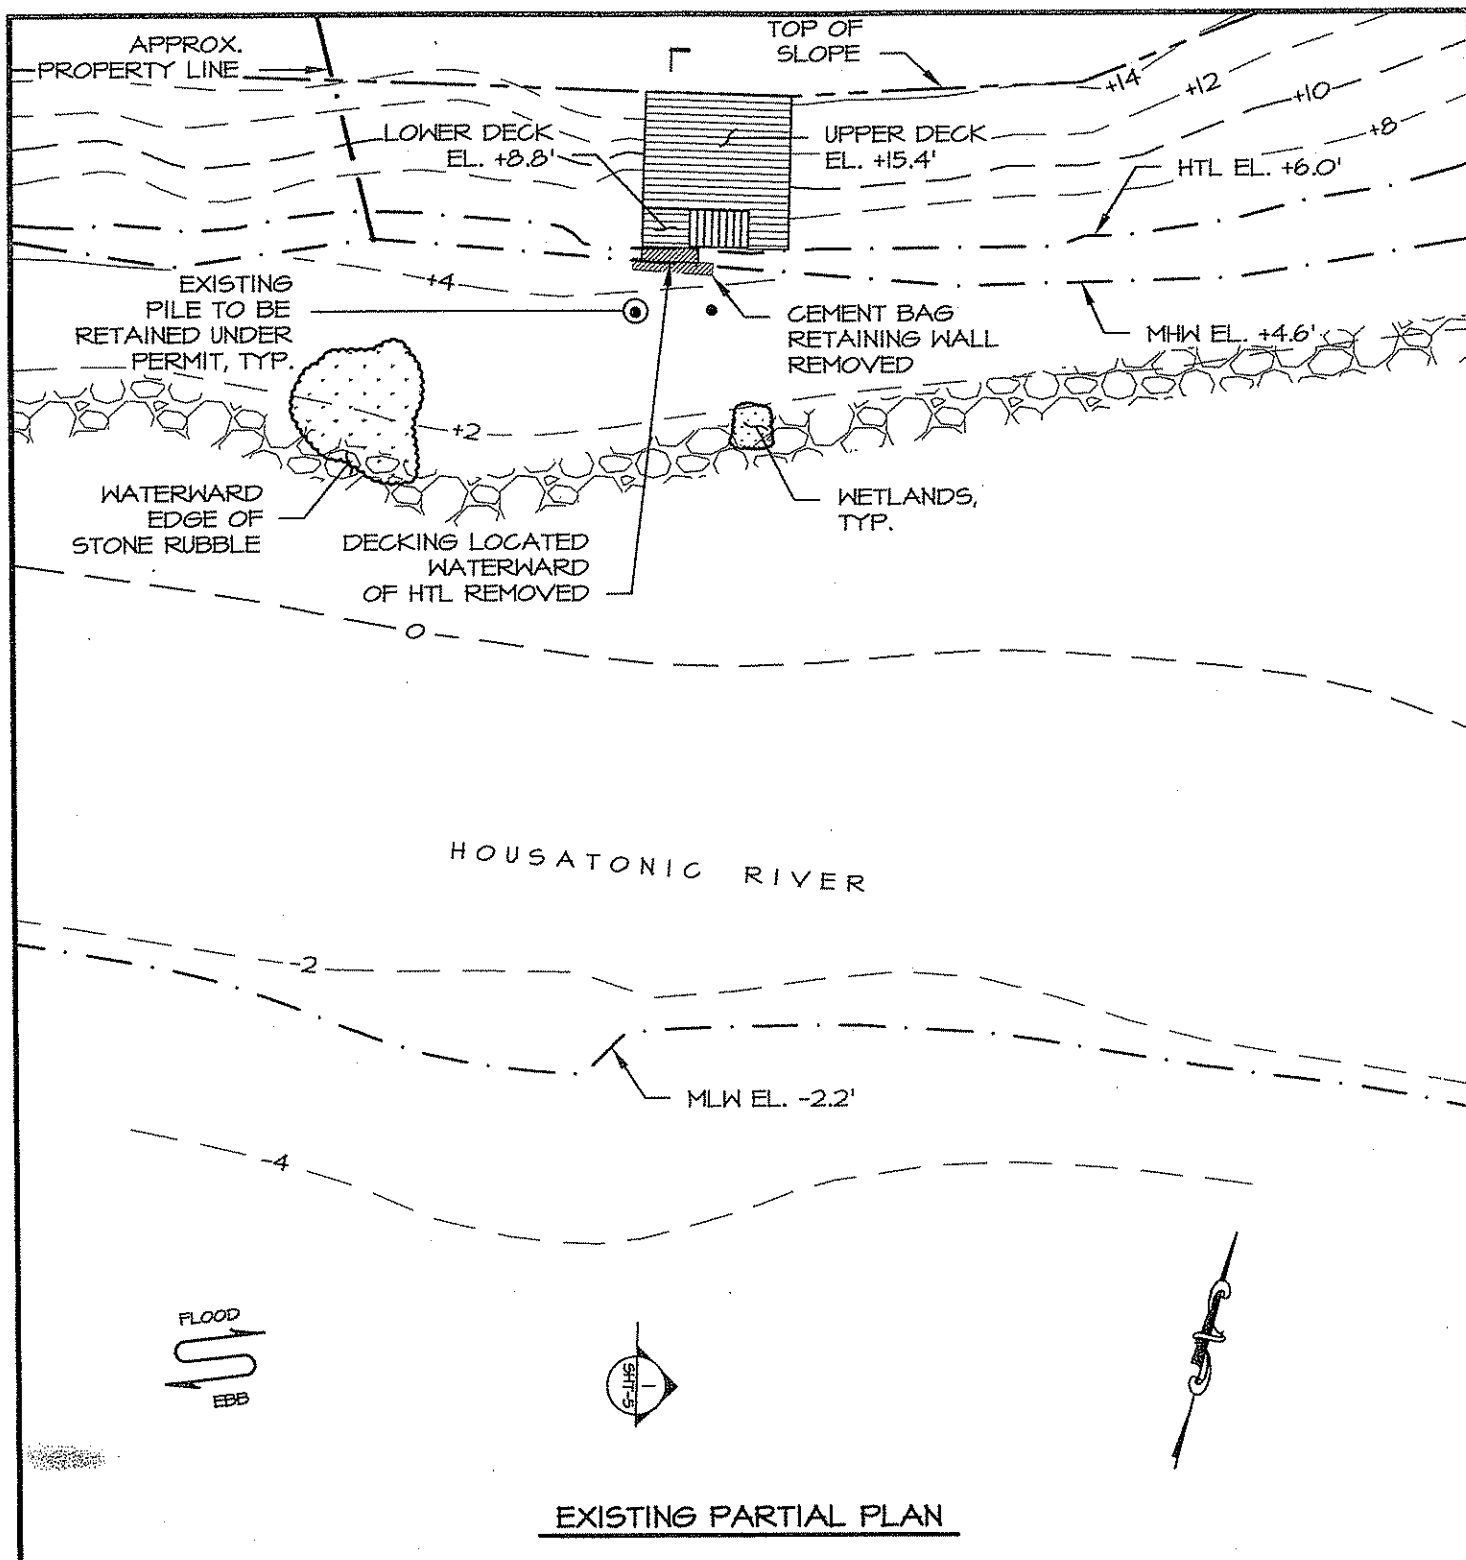 APPROX.
PROPERTY LINE
TOP OF
SLOPE
+14
+12
+10
+8
LOWER DECK
EL. +8.8'
UPPER DECK
EL. +15.4'
HTL EL. +6.0'
+4
EXISTING
PILE TO BE
RETAINED UNDER
PERMIT, TYP.
CEMENT BAG
RETAINING WALL
REMOVED
MHW EL. +4.6'
+2
WATERWARD
EDGE OF
STONE RUBBLE
DECKING LOCATED
WATERWARD
OF HTL REMOVED
WETLANDS,
TYP.
0
HOUSATONIC RIVER
-2
MLW EL. -2.2'
-4
FLOOD
EBB
1
SHT-5
EXISTING PARTIAL PLAN